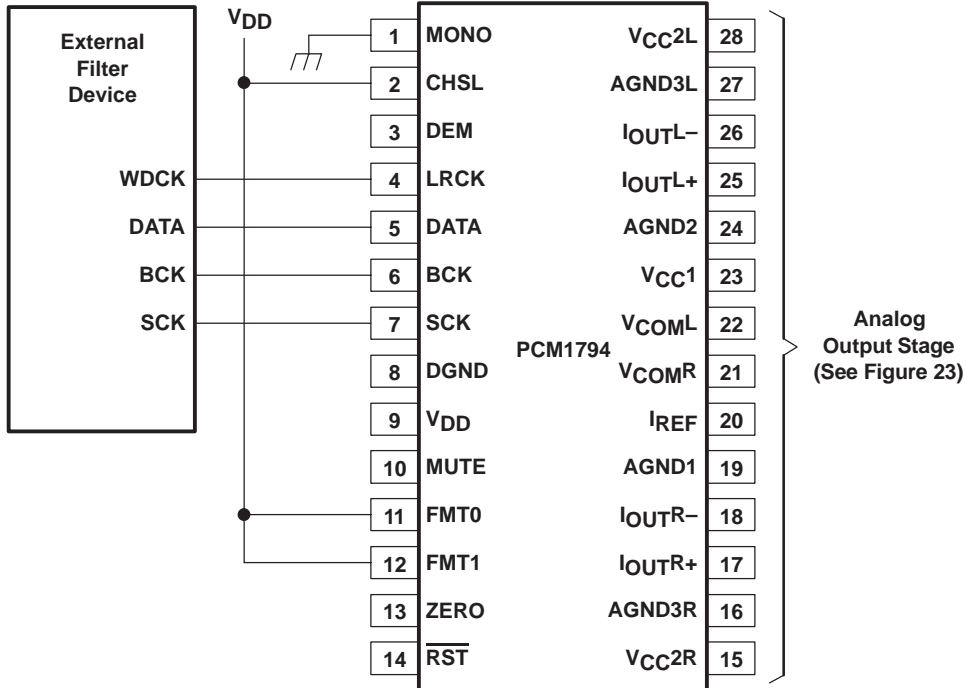 VDD
External
Filter
Device
WDCK
DATA
BCK
SCK
1 MONO
2 CHSL
3 DEM
4 LRCK
5 DATA
6 BCK
7 SCK
8 DGND
9 VDD
10 MUTE
11 FMT0
12 FMT1
13 ZERO
14 RST
PCM1794
VCC2L 28
AGND3L 27
IOUTL– 26
IOUTL+ 25
AGND2 24
VCC1 23
VCOML 22
VCOMR 21
IREF 20
AGND1 19
IOUTR– 18
IOUTR+ 17
AGND3R 16
VCC2R 15
Analog
Output Stage
(See Figure 23)